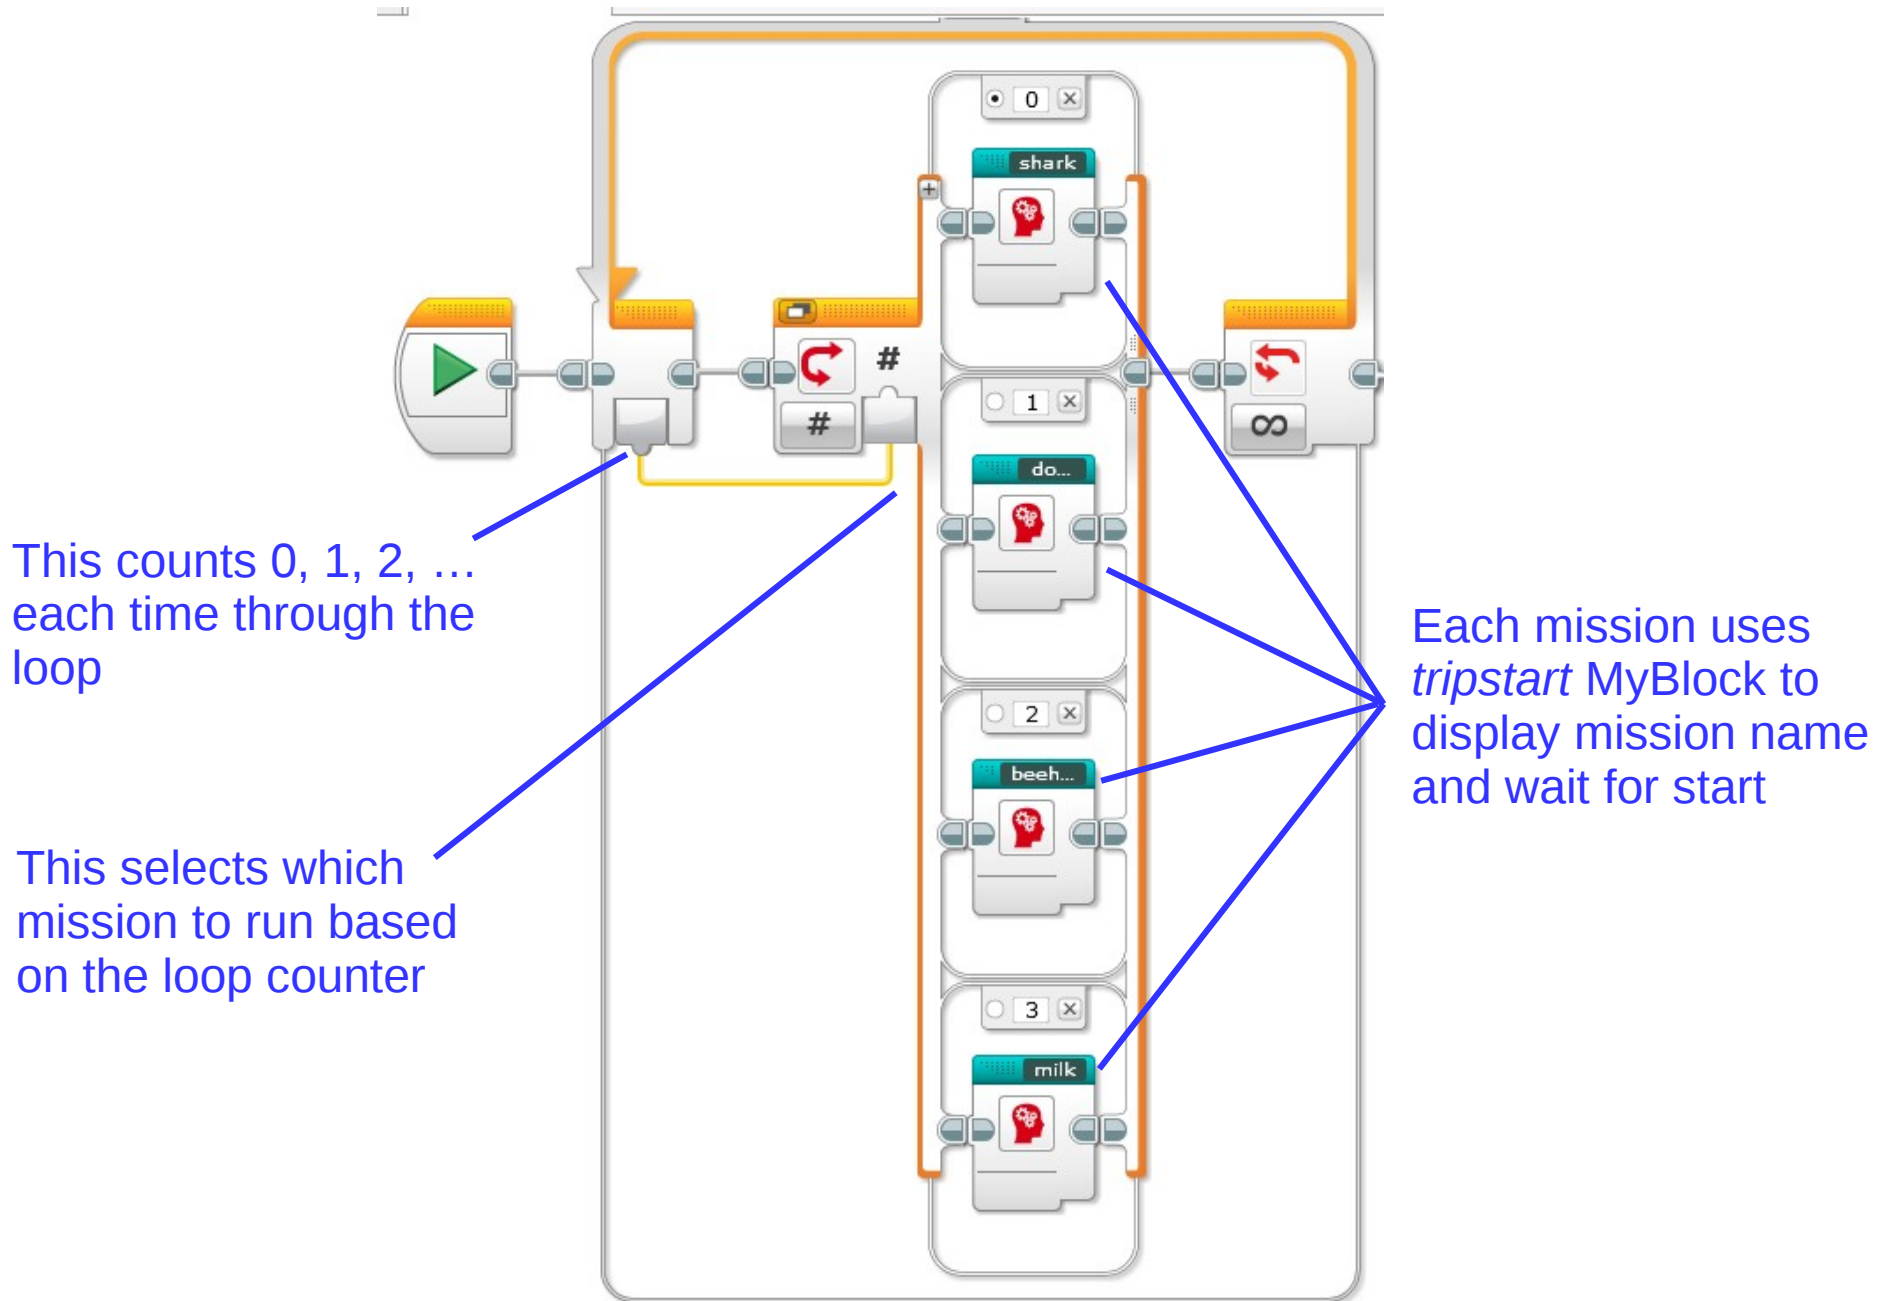 0
shark
#
#
∞
1
do...
This counts 0, 1, 2, …
each time through the
loop
Each mission uses
tripstart MyBlock to
display mission name
and wait for start
2
beeh...
This selects which
mission to run based
on the loop counter
3
milk